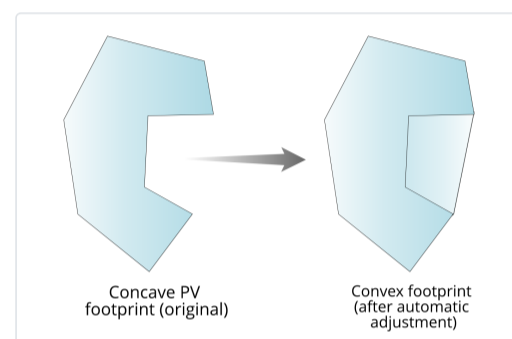 Concave PV
footprint (original)
Convex footprint
(after automatic
adjustment)